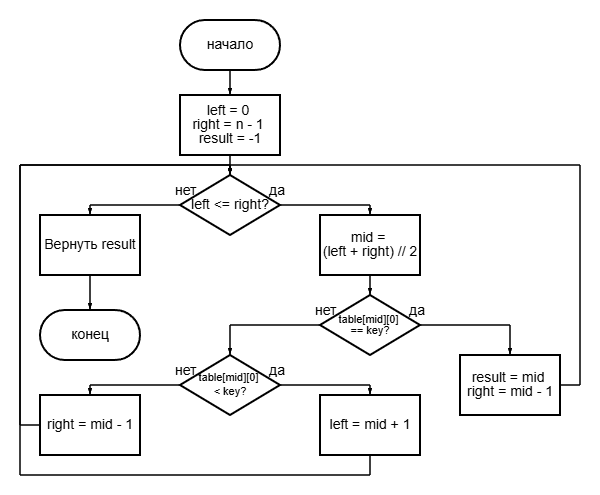 начало
left = 0
right = n - 1
result = -1
нет
да
left <= right?
Вернуть result
mid =
(left + right) // 2
конец
нет
да
table[mid][0]
== key?
нет
да
table[mid][0]
< key?
result = mid
right = mid - 1
right = mid - 1
left = mid + 1